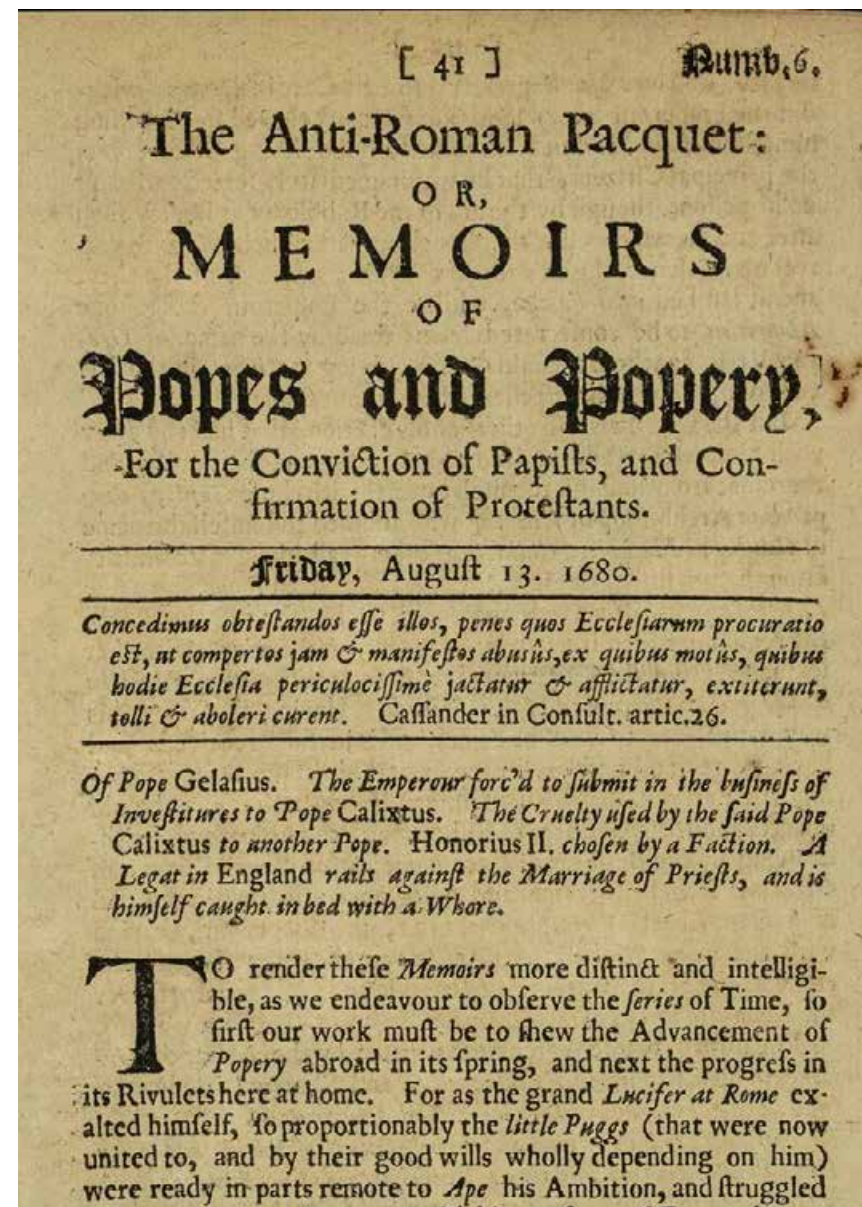 [ 41 ] Numb. 6.
The Anti-Roman Pacquet:
OR,
MEMOIRS
OF
Popes and Popery,
For the Conviction of Papiſts, and Con-
firmation of Proteſtants.
Friday, Auguſt 13. 1680.
Concedimus obteſtandos eſſe illos, penes quos Eccleſiarum procuratio
eſt, ut compertos jam & manifeſtos abusûs, ex quibus motûs, quibus
hodie Eccleſia periculociſſimè jactatur & afflictatur, extiterunt,
tolli & aboleri curent. Caſſander in Conſult. artic. 26.
Of Pope Gelaſius. The Emperour forc'd to ſubmit in the buſineſs of
Inveſtitures to Pope Calixtus. The Cruelty uſed by the ſaid Pope
Calixtus to another Pope. Honorius II. choſen by a Faction. A
Legat in England rails againſt the Marriage of Prieſts, and is
himſelf caught in bed with a Whore.
TO render theſe Memoirs more diſtinct and intelligi-
ble, as we endeavour to obſerve the ſeries of Time, ſo
firſt our work muſt be to ſhew the Advancement of
Popery abroad in its ſpring, and next the progreſs in
its Rivulets here at home. For as the grand Lucifer at Rome ex-
alted himſelf, ſo proportionably the little Puggs (that were now
united to, and by their good wills wholly depending on him)
were ready in parts remote to Ape his Ambition, and ſtruggled